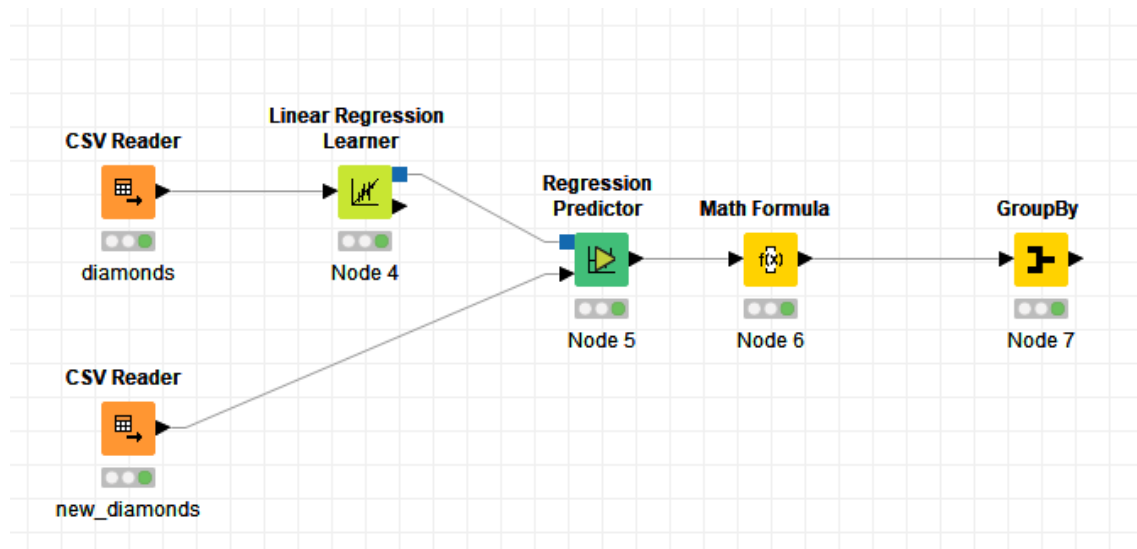 Linear Regression
Learner
CSV Reader
Regression
Predictor
Math Formula
GroupBy
f(x)
diamonds
Node 4
Node 5
Node 6
Node 7
CSV Reader
new_diamonds